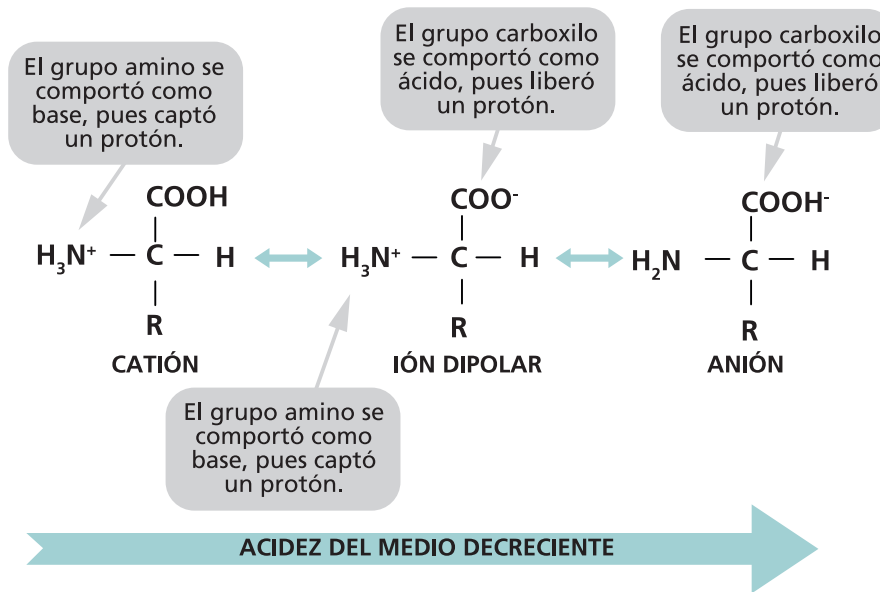 El grupo amino se
comportó como
base, pues captó
un protón.
El grupo carboxilo
se comportó como
ácido, pues liberó
un protón.
El grupo carboxilo
se comportó como
ácido, pues liberó
un protón.
COOH
H₃N⁺ — C — H
R
CATIÓN
COO⁻
H₃N⁺ — C — H
R
IÓN DIPOLAR
COOH⁻
H₂N — C — H
R
ANIÓN
El grupo amino se
comportó como
base, pues captó
un protón.
ACIDEZ DEL MEDIO DECRECIENTE